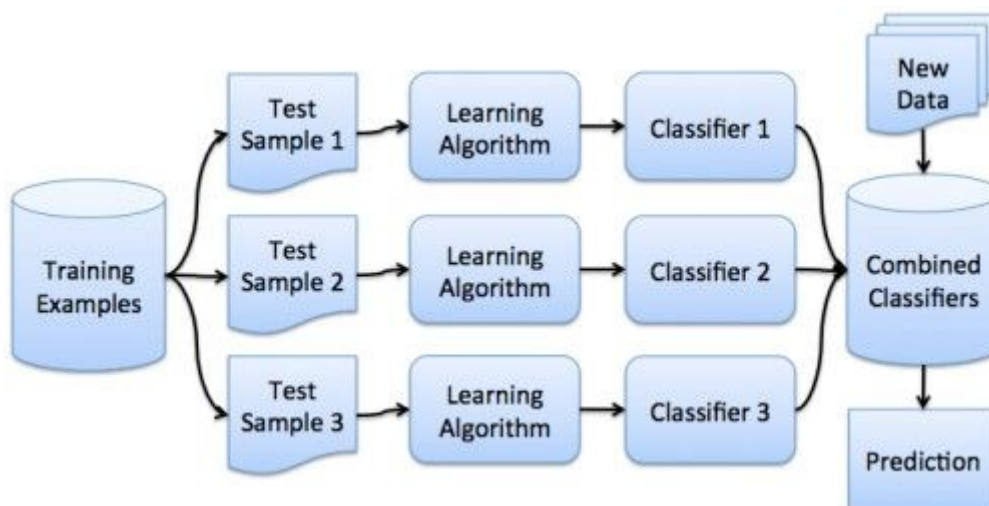 Training
Examples
Test
Sample 1
Learning
Algorithm
Classifier 1
Test
Sample 2
Learning
Algorithm
Classifier 2
Test
Sample 3
Learning
Algorithm
Classifier 3
New
Data
Combined
Classifiers
Prediction